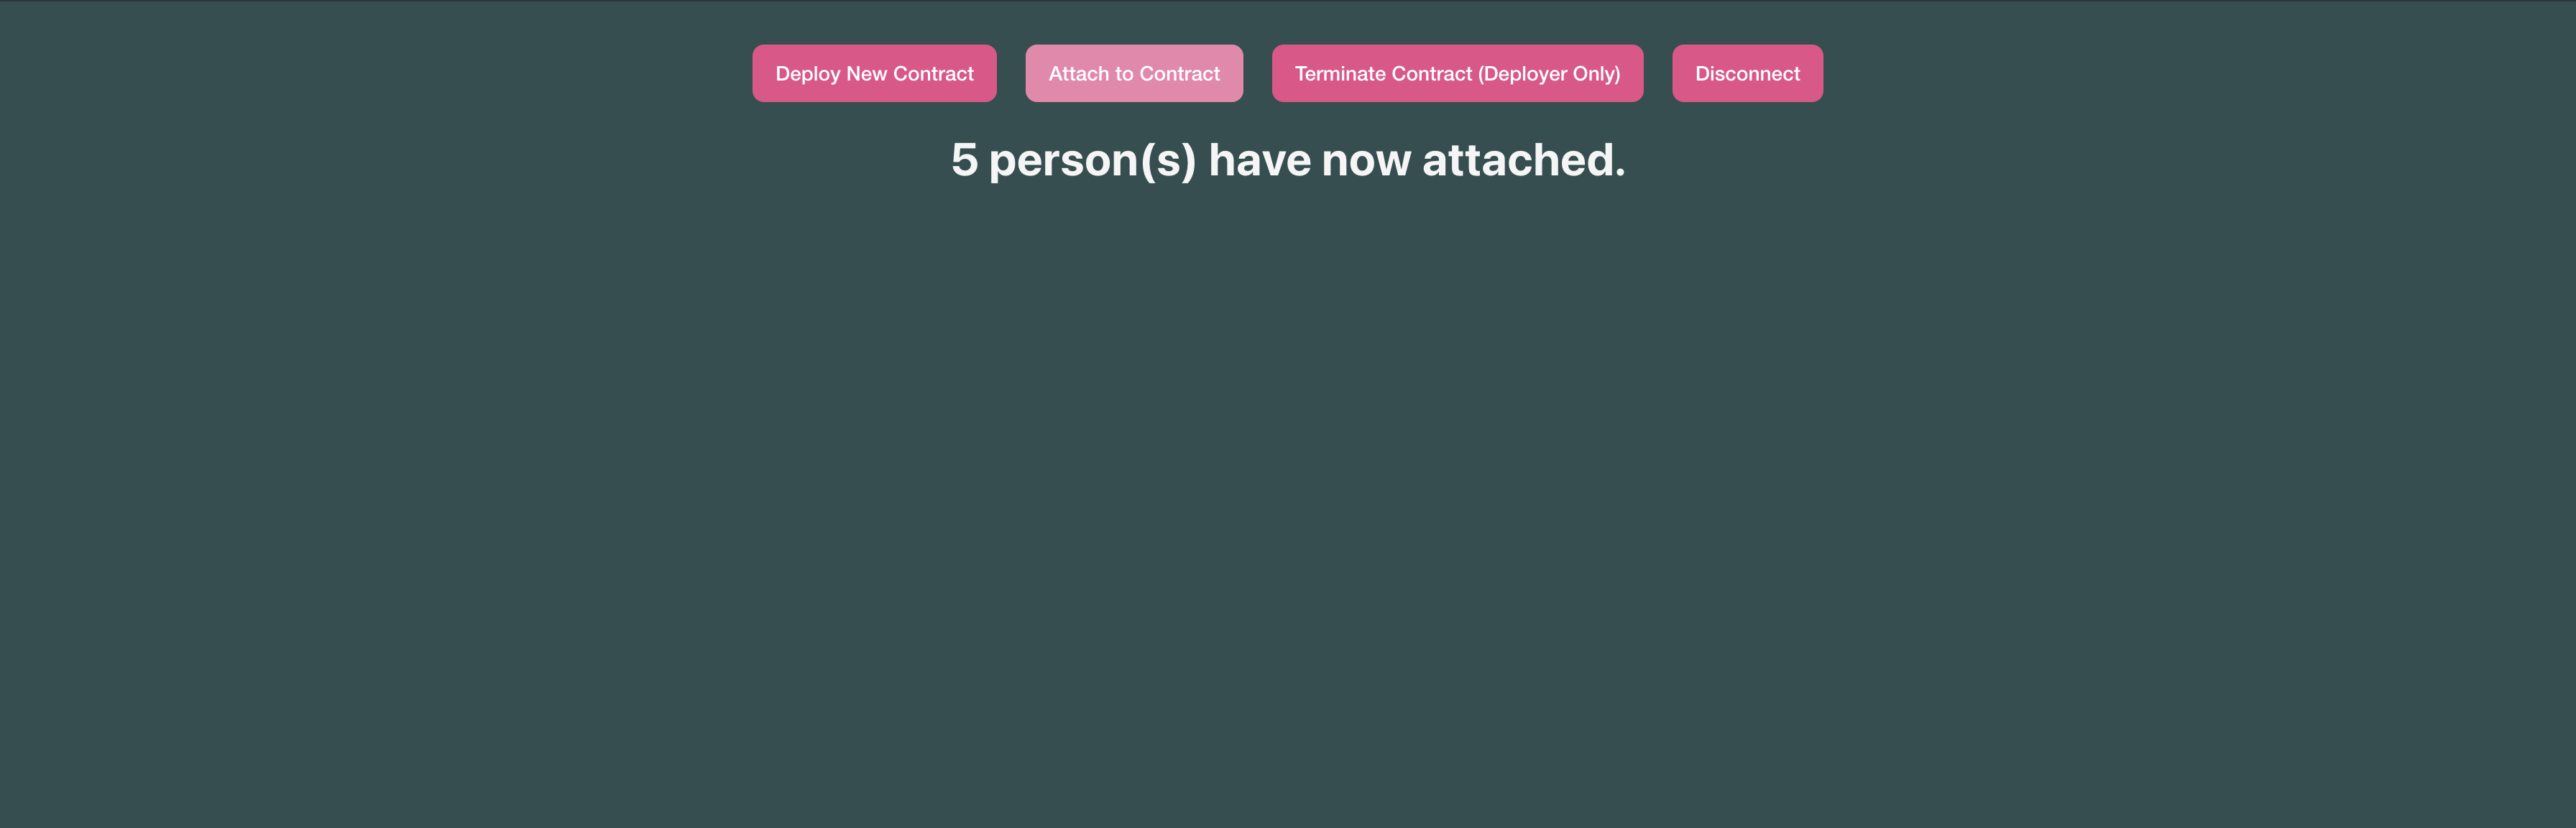 Deploy New Contract Attach to Contract Terminate Contract (Deployer Only) Disconnect
5 person(s) have now attached.